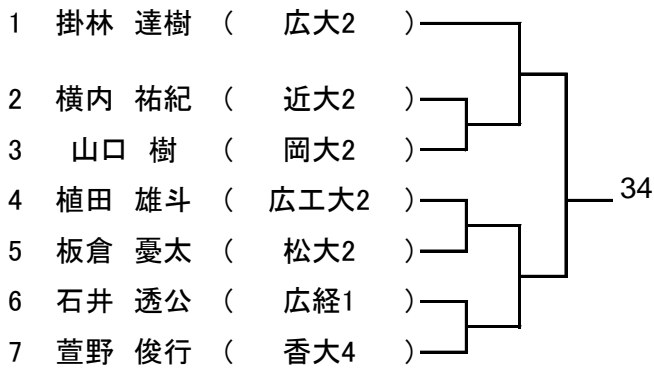 1 掛林 達樹 ( 広大2 )
2 横内 祐紀 ( 近大2 )
3 山口 樹 ( 岡大2 )
4 植田 雄斗 ( 広工大2 )
34
5 板倉 憂太 ( 松大2 )
6 石井 透公 ( 広経1 )
7 萱野 俊行 ( 香大4 )